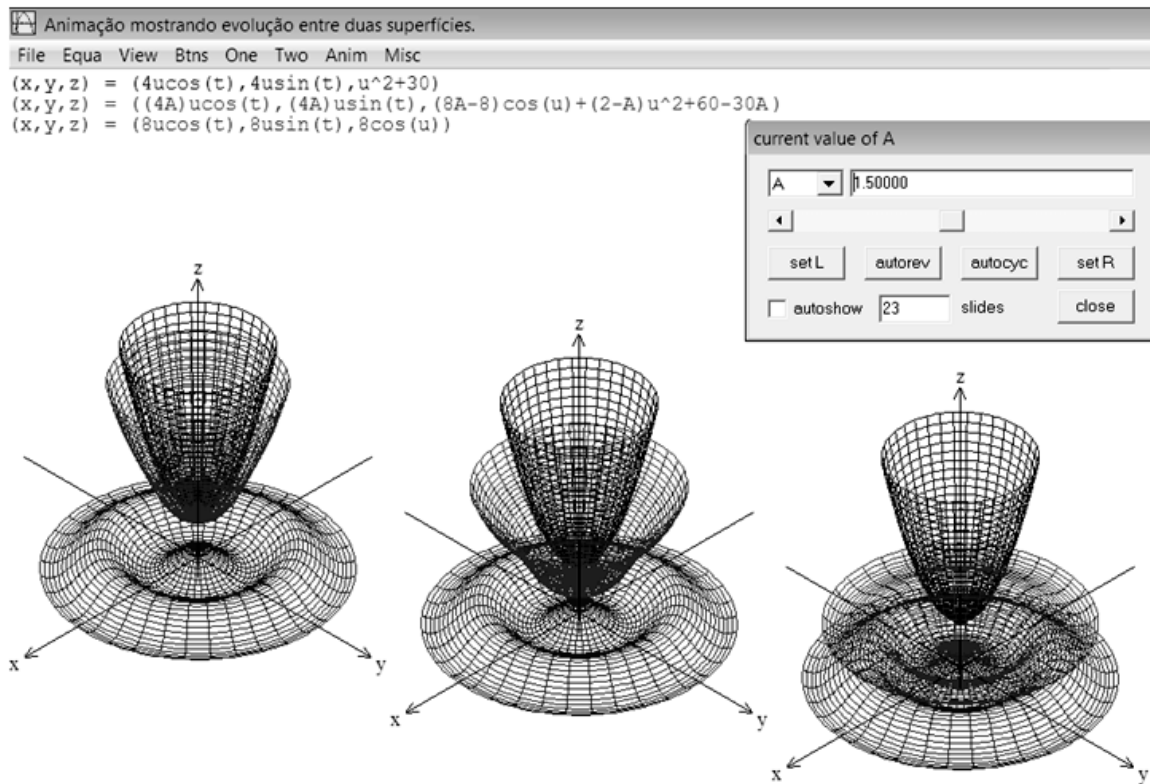 Animação mostrando evolução entre duas superfícies.
File Equa View Btns One Two Anim Misc
(x,y,z) = (4ucos(t),4usin(t),u^2+30)
(x,y,z) = ((4A)ucos(t),(4A)usin(t),(8A-8)cos(u)+(2-A)u^2+60-30A)
(x,y,z) = (8ucos(t),8usin(t),8cos(u))
current value of A
A 1.50000
set L autorev autocyc set R
autoshow 23 slides close
z
x y
z
x y
z
x y